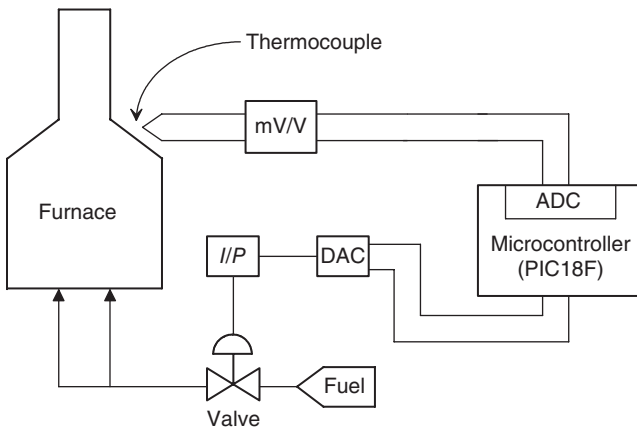 Thermocouple
mV/V
ADC
Furnace
Microcontroller
(PIC18F)
I/P
DAC
Fuel
Valve